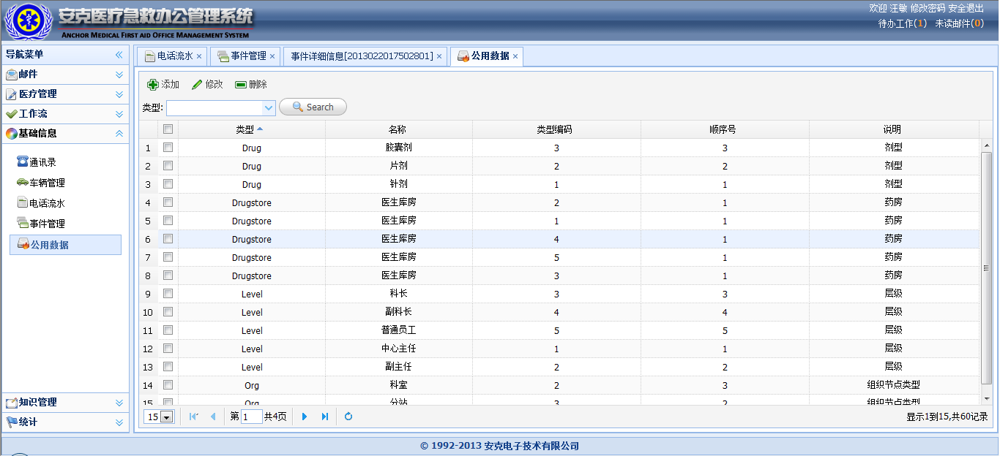 安克医疗急救办公管理系统
ANCHOR MEDICAL FIRST AID OFFICE MANAGEMENT SYSTEM
欢迎 汪敏 修改密码 安全退出
待办工作(1) 未读邮件(0)
导航菜单
邮件
医疗管理
工作流
基础信息
通讯录
车辆管理
电话流水
事件管理
公用数据
知识管理
统计
电话流水 × 事件管理 × 事件详细信息[2013022017502801] × 公用数据 ×
添加 修改 删除
类型: Search
类型 名称 类型编码 顺序号 说明
1 Drug 胶囊剂 3 3 剂型
2 Drug 片剂 2 2 剂型
3 Drug 针剂 1 1 剂型
4 Drugstore 医生库房 2 1 药房
5 Drugstore 医生库房 1 1 药房
6 Drugstore 医生库房 4 1 药房
7 Drugstore 医生库房 5 1 药房
8 Drugstore 医生库房 3 1 药房
9 Level 科长 3 3 层级
10 Level 副科长 4 4 层级
11 Level 普通员工 5 5 层级
12 Level 中心主任 1 1 层级
13 Level 副主任 2 2 层级
14 Org 科室 2 3 组织节点类型
15 Org 分站 3 2 组织节点类型
15 第 1 共4页 显示1到15,共60记录
© 1992-2013 安克电子技术有限公司